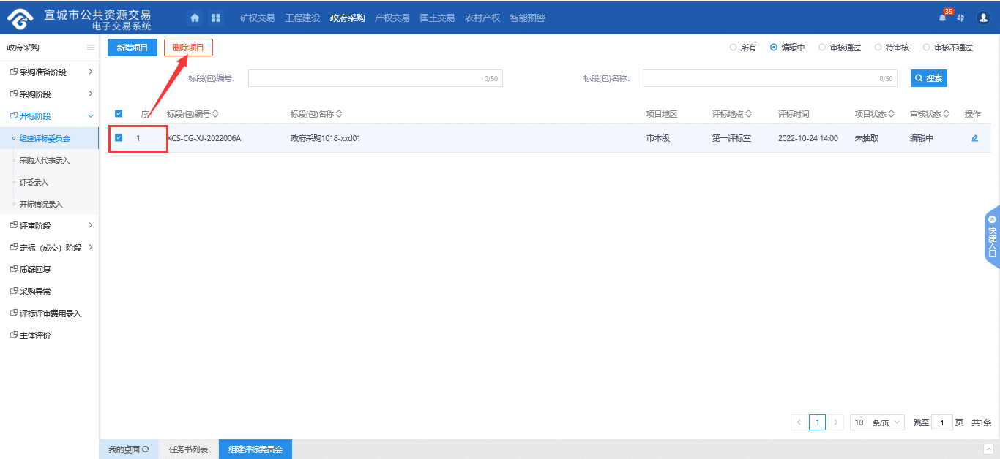 宣城市公共资源交易
电子交易系统
矿权交易 工程建设 政府采购 产权交易 国土交易 农村产权 智能预警
35
政府采购
新增项目 删除项目
所有 编辑中 审核通过 待审核 审核不通过
采购准备阶段
采购阶段
开标阶段
组建评标委员会
采购人代表录入
评委录入
开标情况录入
评审阶段
定标（成交）阶段
质疑回复
采购异常
评标评审费用录入
主体评价
标段(包)编号: 0/50 标段(包)名称: 0/50 搜索
序 标段(包)编号 标段(包)名称 项目地区 评标地点 评标时间 项目状态 审核状态 操作
1 XCS-CG-XJ-2022006A 政府采购1018-xxd01 市本级 第一评标室 2022-10-24 14:00 未抽取 编辑中
快捷入口
1 10 条/页 跳至 1 页 共1条
我的桌面 任务书列表 组建评标委员会